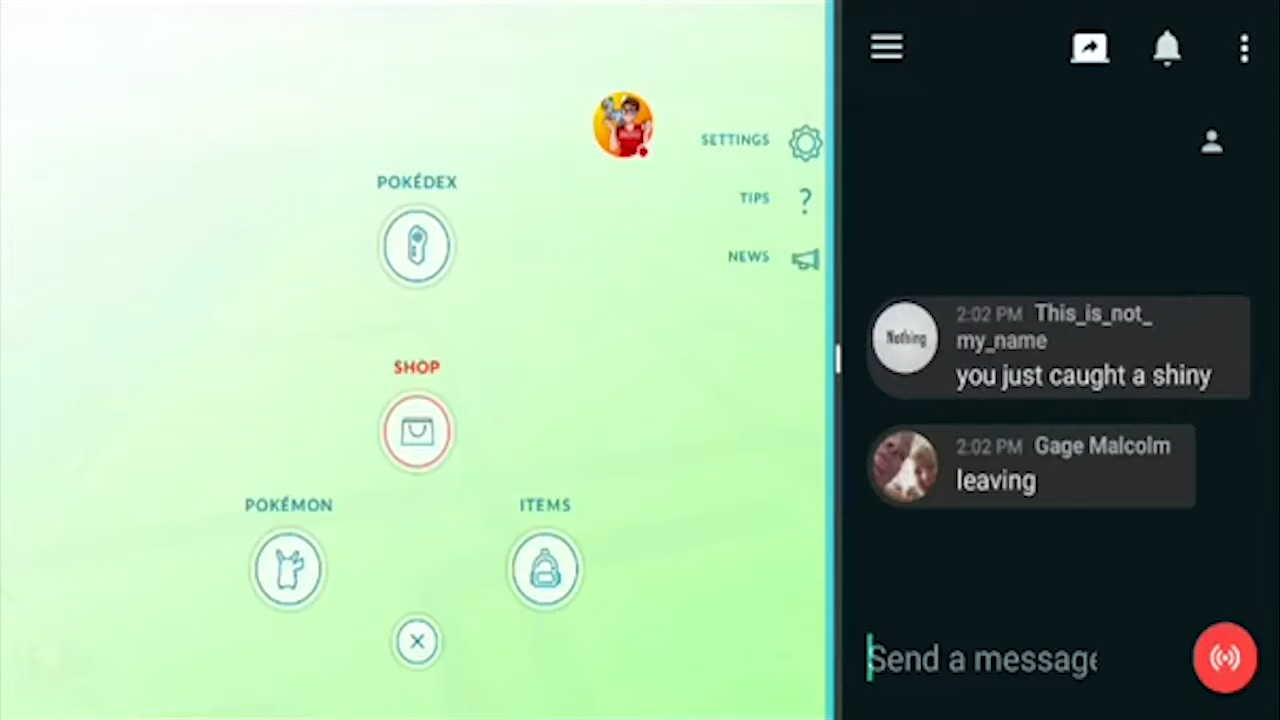 SETTINGS
POKÉDEX
TIPS
?
NEWS
SHOP
POKÉMON
ITEMS
Nothing
2:02 PM This_is_not_
my_name
you just caught a shiny
2:02 PM Gage Malcolm
leaving
Send a message